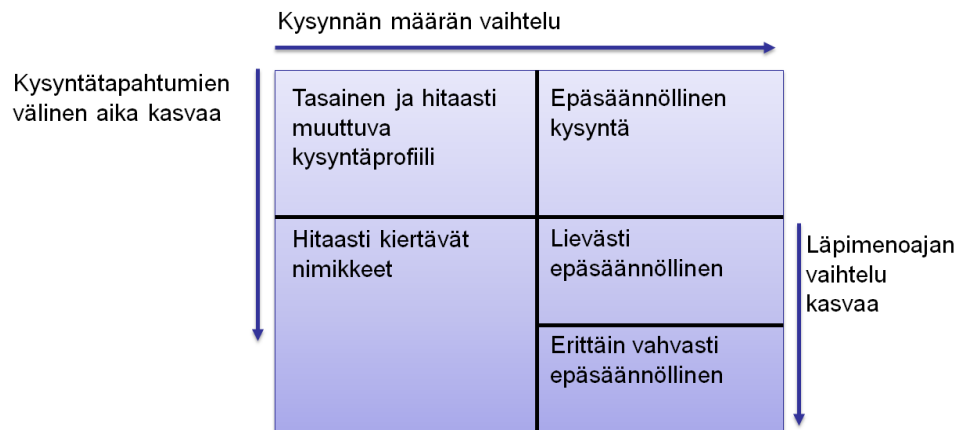 Kysynnän määrän vaihtelu
Kysyntätapahtumien
välinen aika kasvaa
Tasainen ja hitaasti
muuttuva
kysyntäprofiili
Epäsäännöllinen
kysyntä
Hitaasti kiertävät
nimikkeet
Lievästi
epäsäännöllinen
Läpimenoajan
vaihtelu
kasvaa
Erittäin vahvasti
epäsäännöllinen